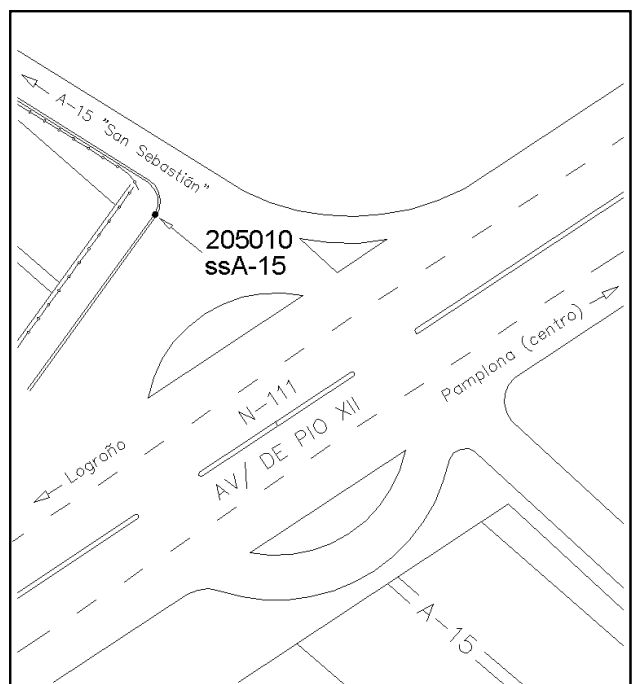 A-15 "San Sebastián"
205010
ssA-15
Pamplona (centro)
N-111
AV/ DE PIO XII
Logroño
A-15